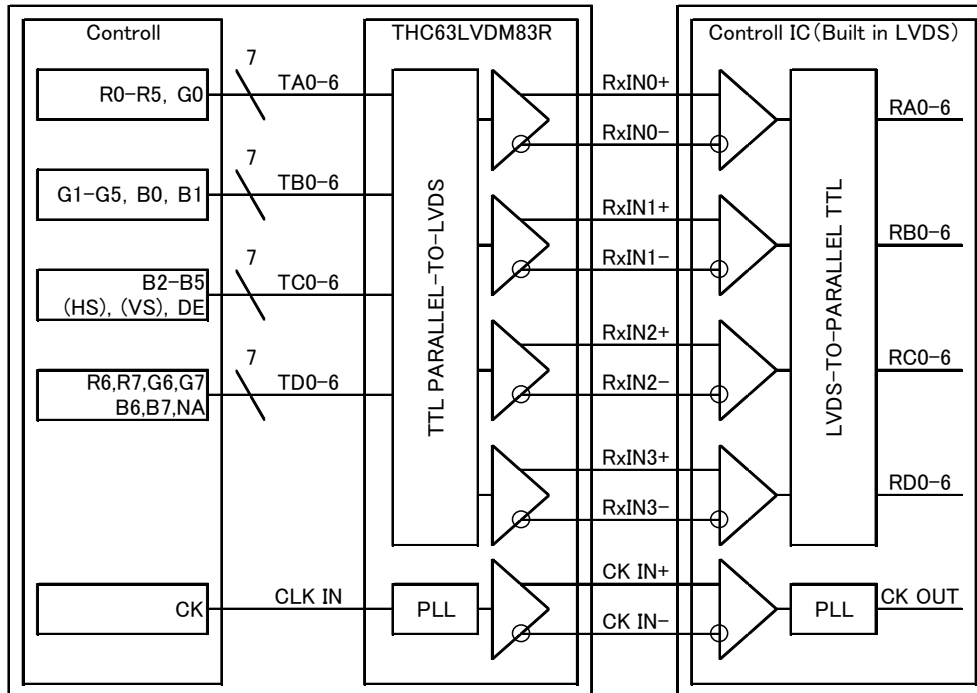 Controll
THC63LVDM83R
Controll IC(Built in LVDS)
R0-R5, G0
7
TA0-6
G1-G5, B0, B1
7
TB0-6
B2-B5
(HS), (VS), DE
7
TC0-6
R6,R7,G6,G7
B6,B7,NA
7
TD0-6
CK
CLK IN
TTL PARALLEL-TO-LVDS
PLL
RxIN0+
RxIN0-
RxIN1+
RxIN1-
RxIN2+
RxIN2-
RxIN3+
RxIN3-
CK IN+
CK IN-
LVDS-TO-PARALLEL TTL
PLL
RA0-6
RB0-6
RC0-6
RD0-6
CK OUT